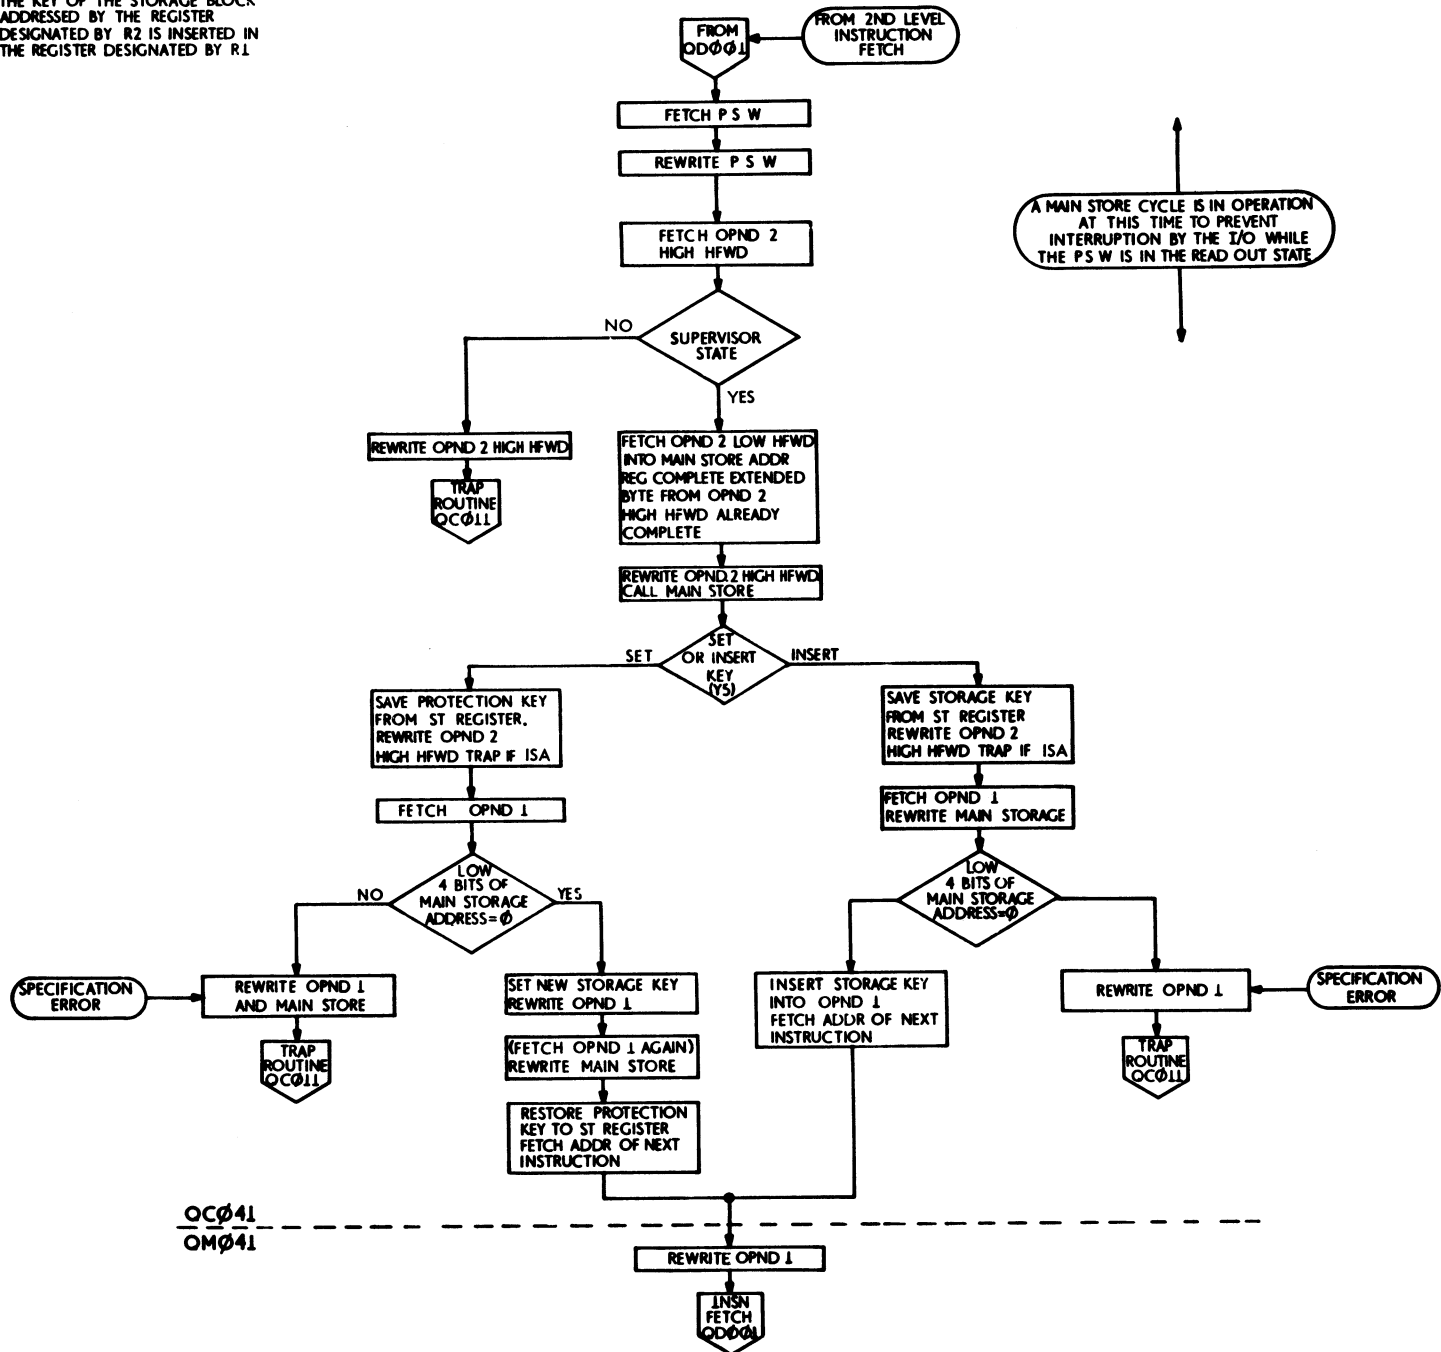 THE KEY OF THE STORAGE BLOCK
ADDRESSED BY THE REGISTER
DESIGNATED BY R2 IS INSERTED IN
THE REGISTER DESIGNATED BY R1
FROM
QDØØ1
FROM 2ND LEVEL
INSTRUCTION
FETCH
FETCH P S W
REWRITE P S W
FETCH OPND 2
HIGH HFWD
A MAIN STORE CYCLE IS IN OPERATION
AT THIS TIME TO PREVENT
INTERRUPTION BY THE I/O WHILE
THE P S W IS IN THE READ OUT STATE
NO
SUPERVISOR
STATE
YES
REWRITE OPND 2 HIGH HFWD
TRAP
ROUTINE
QCØ11
FETCH OPND 2 LOW HFWD
INTO MAIN STORE ADDR
REG COMPLETE EXTENDED
BYTE FROM OPND 2
HIGH HFWD ALREADY
COMPLETE
REWRITE OPND 2 HIGH HFWD
CALL MAIN STORE
SET
SET
OR INSERT
KEY
(Y5)
INSERT
SAVE PROTECTION KEY
FROM ST REGISTER.
REWRITE OPND 2
HIGH HFWD TRAP IF ISA
SAVE STORAGE KEY
FROM ST REGISTER
REWRITE OPND 2
HIGH HFWD TRAP IF ISA
FETCH OPND 1
FETCH OPND 1
REWRITE MAIN STORAGE
NO
LOW
4 BITS OF
MAIN STORAGE
ADDRESS=Ø
YES
LOW
4 BITS OF
MAIN STORAGE
ADDRESS=Ø
SPECIFICATION
ERROR
REWRITE OPND 1
AND MAIN STORE
SET NEW STORAGE KEY
REWRITE OPND 1
INSERT STORAGE KEY
INTO OPND 1
FETCH ADDR OF NEXT
INSTRUCTION
REWRITE OPND 1
SPECIFICATION
ERROR
TRAP
ROUTINE
QCØ11
(FETCH OPND 1 AGAIN)
REWRITE MAIN STORE
TRAP
ROUTINE
QCØ11
RESTORE PROTECTION
KEY TO ST REGISTER
FETCH ADDR OF NEXT
INSTRUCTION
QCØ41
QMØ41
REWRITE OPND 1
INSN
FETCH
QDØØ1